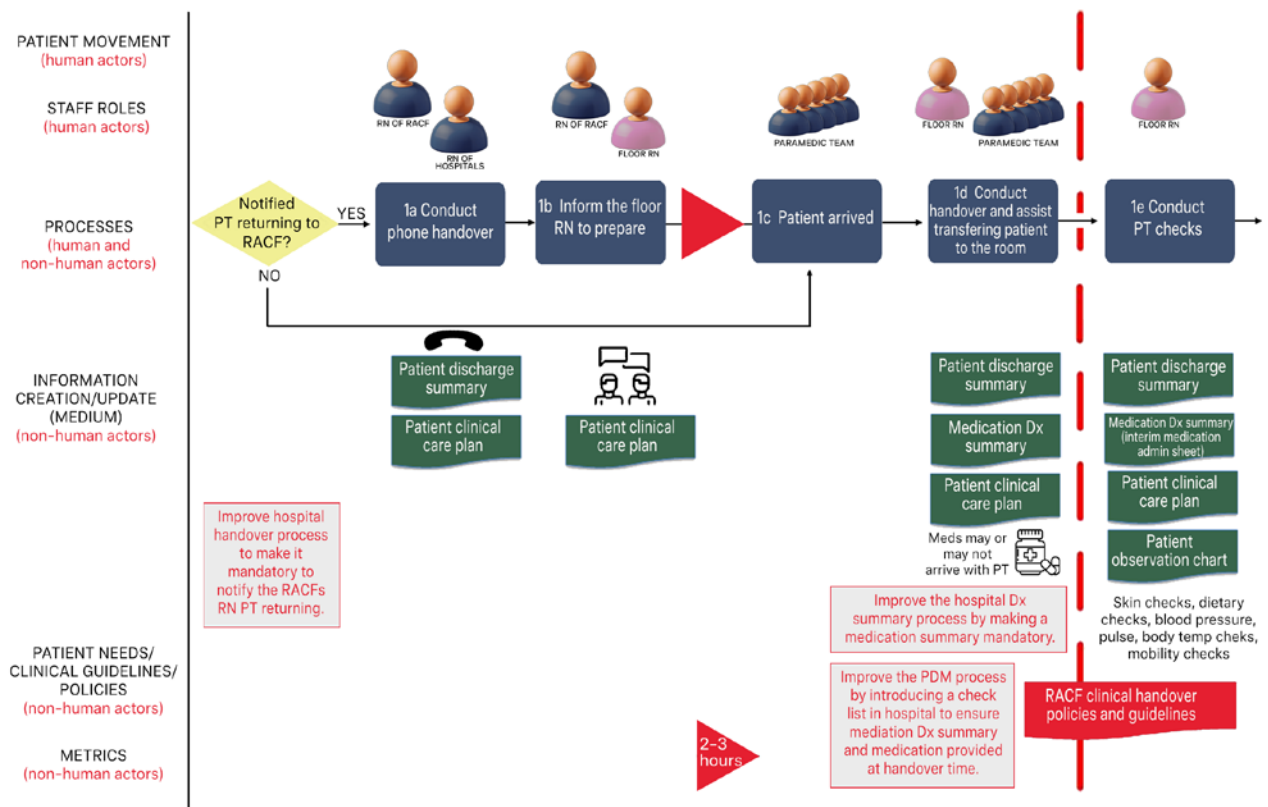 PATIENT MOVEMENT
(human actors)
STAFF ROLES
(human actors)
RN OF RACF
RN OF
HOSPITALS
RN OF RACF
FLOOR RN
PARAMEDIC TEAM
FLOOR RN
PARAMEDIC TEAM
FLOOR RN
PROCESSES
(human and
non-human actors)
Notified
PT returning to
RACF?
YES
NO
1a Conduct
phone handover
1b Inform the floor
RN to prepare
1c Patient arrived
1d Conduct
handover and assist
transfering patient
to the room
1e Conduct
PT checks
INFORMATION
CREATION/UPDATE
(MEDIUM)
(non-human actors)
Patient discharge
summary
Patient clinical
care plan
Patient clinical
care plan
Patient discharge
summary
Medication Dx
summary
Patient clinical
care plan
Meds may or
may not
arrive with PT
Patient discharge
summary
Medication Dx summary
(interim medication
admin sheet)
Patient clinical
care plan
Patient
observation chart
Skin checks, dietary
checks, blood pressure,
pulse, body temp cheks,
mobility checks
Improve hospital
handover process
to make it
mandatory to
notify the RACFs
RN PT returning.
Improve the hospital Dx
summary process by making a
medication summary mandatory.
PATIENT NEEDS/
CLINICAL GUIDELINES/
POLICIES
(non-human actors)
Improve the PDM process
by introducing a check
list in hospital to ensure
mediation Dx summary
and medication provided
at handover time.
RACF clinical handover
policies and guidelines
METRICS
(non-human actors)
2-3
hours